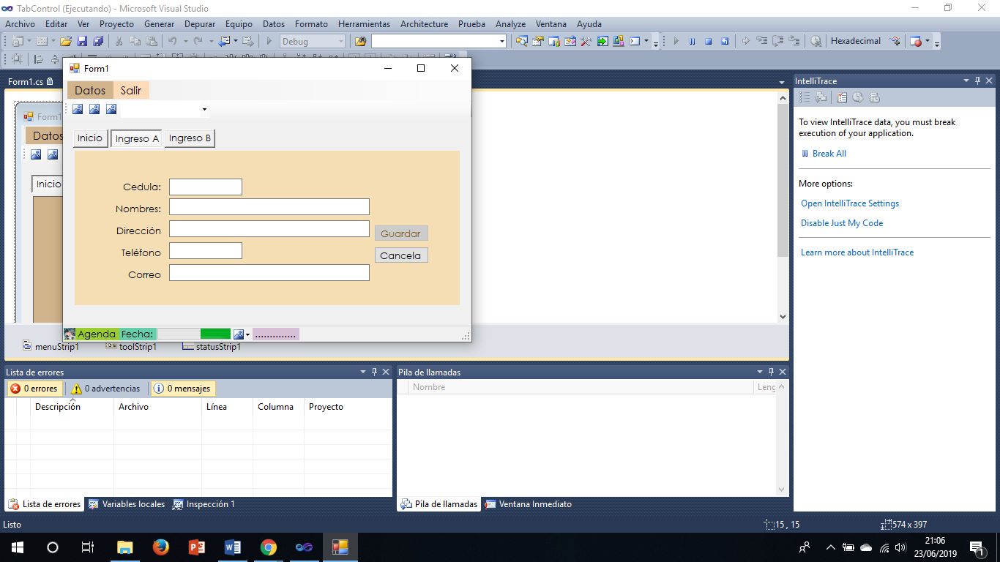 TabControl (Ejecutando) - Microsoft Visual Studio
Archivo Editar Ver Proyecto Generar Depurar Equipo Datos Formato Herramientas Architecture Prueba Analyze Ventana Ayuda
Debug
Hexadecimal
Form1.cs
Form1
Datos
Inicio
Form1
Datos Salir
Inicio Ingreso A Ingreso B
Cedula:
Nombres:
Dirección
Guardar
Teléfono
Cancela
Correo
Agenda Fecha: .............
menuStrip1 toolStrip1 statusStrip1
IntelliTrace
To view IntelliTrace data, you must break
execution of your application.
Break All
More options:
Open IntelliTrace Settings
Disable Just My Code
Learn more about IntelliTrace
Lista de errores
0 errores 0 advertencias 0 mensajes
Descripción Archivo Línea Columna Proyecto
Lista de errores Variables locales Inspección 1
Pila de llamadas
Nombre Leng
Pila de llamadas Ventana Inmediato
Listo 15 , 15 574 x 397
21:06
23/06/2019
1